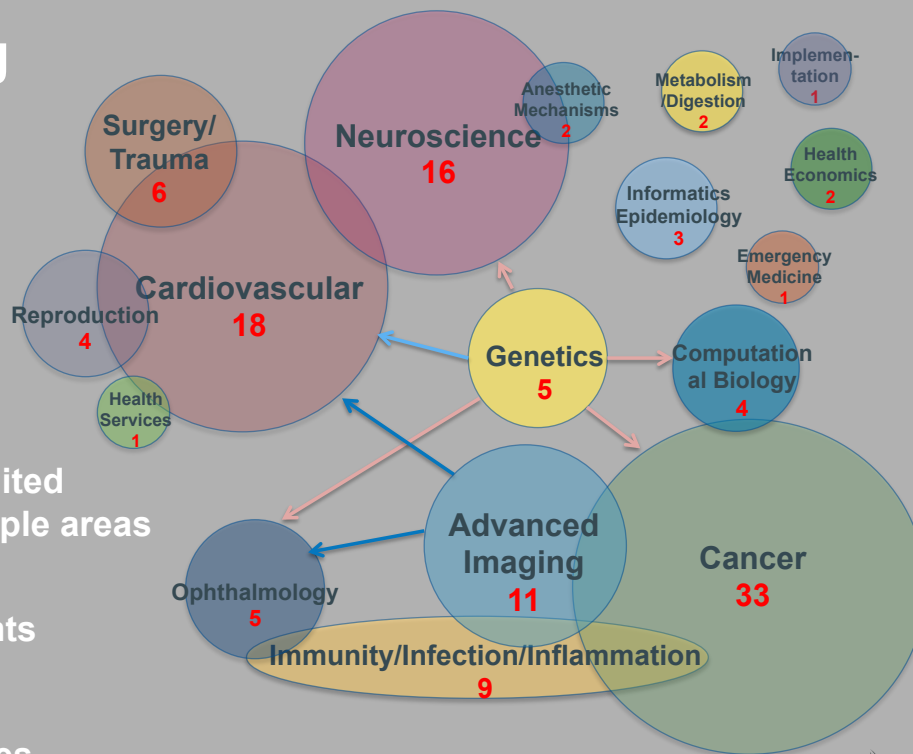 g
Surgery/
Trauma
6
Neuroscience
16
Anesthetic
Mechanisms
2
Metabolism
/Digestion
2
Implemen-
tation
1
Health
Economics
2
Informatics
Epidemiology
3
Emergency
Medicine
1
Cardiovascular
18
Reproduction
4
Health
Services
1
Genetics
5
Computation
al Biology
4
ited
ple areas
Advanced
Imaging
11
Cancer
33
Ophthalmology
5
nts
Immunity/Infection/Inflammation
9